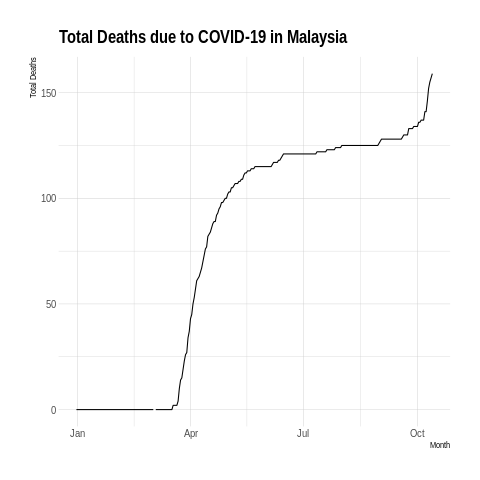 Total Deaths due to COVID-19 in Malaysia
Total Deaths
150
100
50
0
Jan Apr Jul Oct
Month